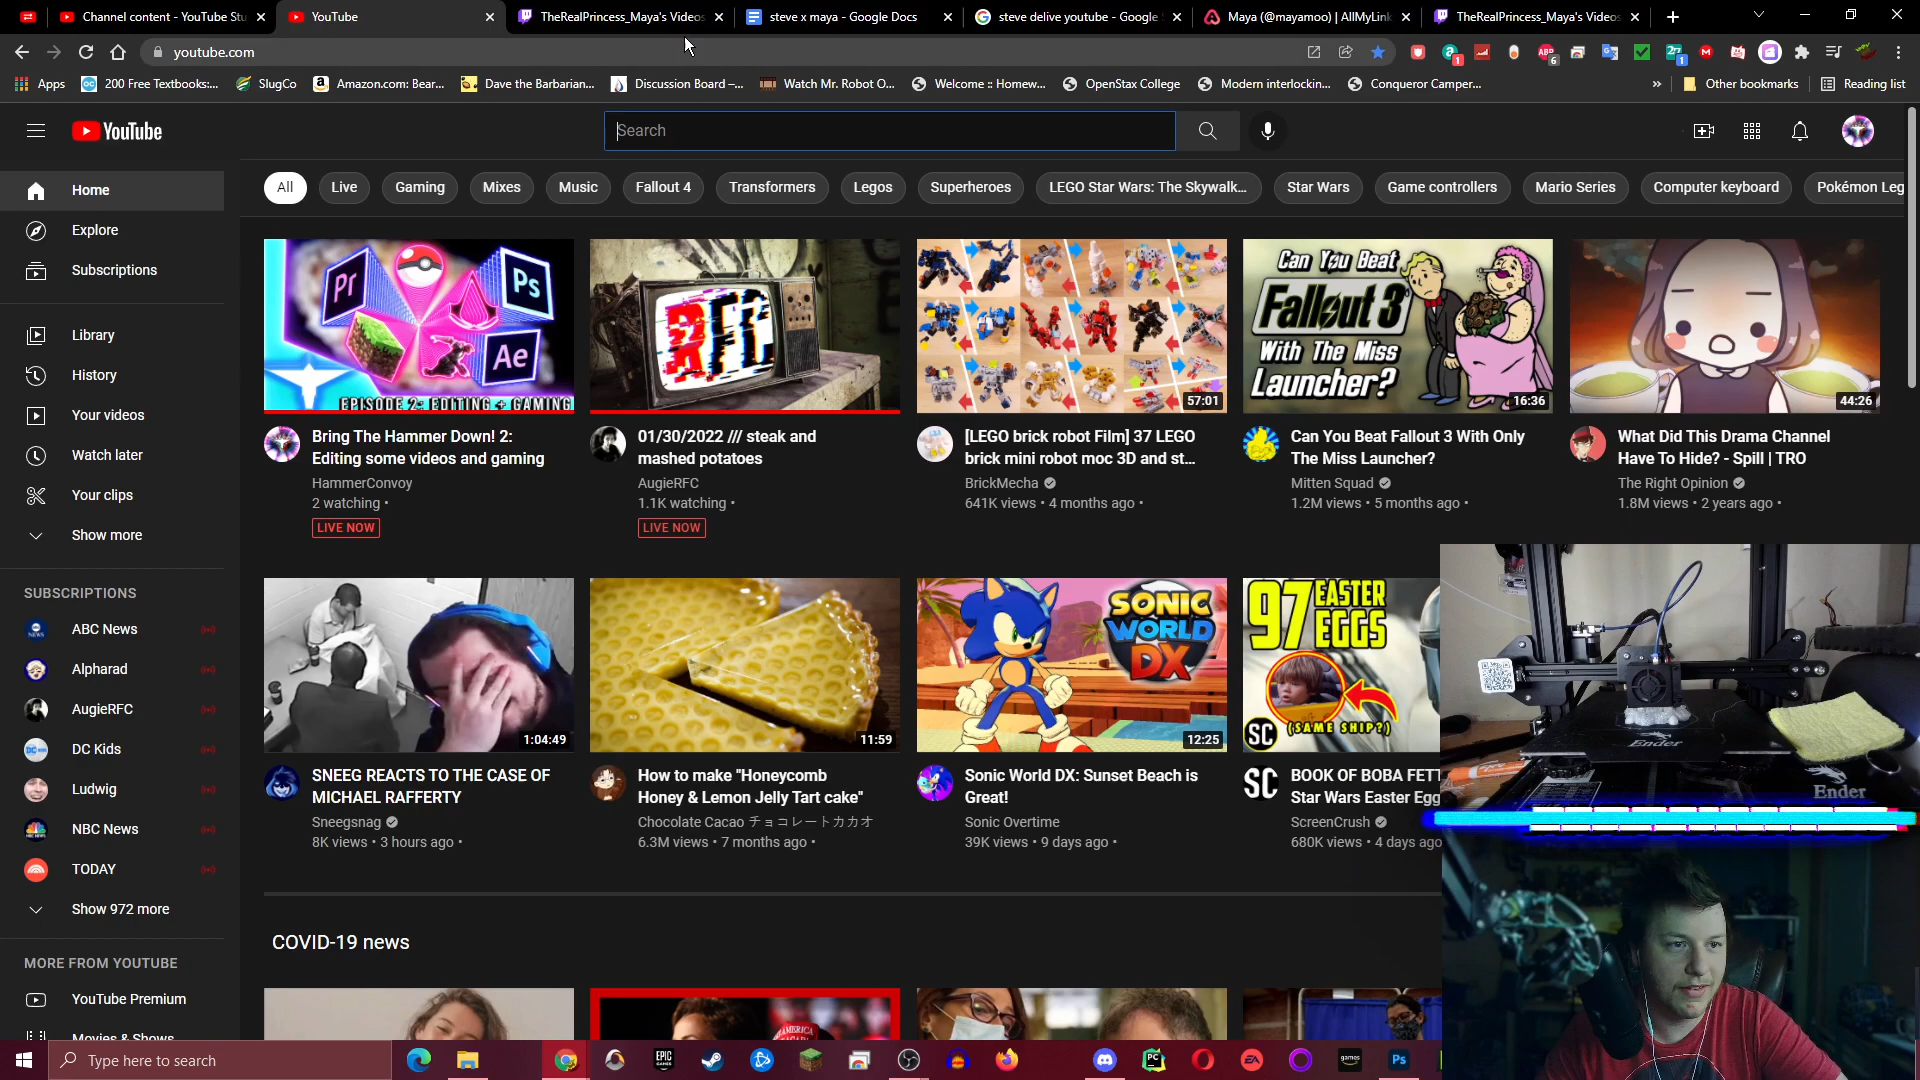 Channel content - YouTube Stu
YouTube
TheRealPrincess_Maya's Videos
steve x maya - Google Docs
steve delive youtube - Google S
Maya (@mayamoo) | AllMyLink
TheRealPrincess_Maya's Videos
youtube.com
Apps
200 Free Textbooks:...
SlugCo
Amazon.com: Bear...
Dave the Barbarian...
Discussion Board –...
Watch Mr. Robot O...
Welcome :: Homew...
OpenStax College
Modern interlockin...
Conqueror Camper...
Other bookmarks
Reading list
YouTube
Search
Home
Explore
Subscriptions
Library
History
Your videos
Watch later
Your clips
Show more
SUBSCRIPTIONS
ABC News
Alpharad
AugieRFC
DC Kids
Ludwig
NBC News
TODAY
Show 972 more
MORE FROM YOUTUBE
YouTube Premium
Movies & Shows
All
Live
Gaming
Mixes
Music
Fallout 4
Transformers
Legos
Superheroes
LEGO Star Wars: The Skywalk...
Star Wars
Game controllers
Mario Series
Computer keyboard
Pokémon Leg
Pr
Ps
Ae
EPISODE 2: EDITING + GAMING
Bring The Hammer Down! 2:
Editing some videos and gaming
HammerConvoy
2 watching •
LIVE NOW
RFC
01/30/2022 /// steak and
mashed potatoes
AugieRFC
1.1K watching •
LIVE NOW
57:01
[LEGO brick robot Film] 37 LEGO
brick mini robot moc 3D and st...
BrickMecha
641K views • 4 months ago •
Can You Beat
Fallout 3
With The Miss
Launcher?
16:36
Can You Beat Fallout 3 With Only
The Miss Launcher?
Mitten Squad
1.2M views • 5 months ago •
44:26
What Did This Drama Channel
Have To Hide? - Spill | TRO
The Right Opinion
1.8M views • 2 years ago •
1:04:49
SNEEG REACTS TO THE CASE OF
MICHAEL RAFFERTY
Sneegsnag
8K views • 3 hours ago •
11:59
How to make "Honeycomb
Honey & Lemon Jelly Tart cake"
Chocolate Cacao チョコレートカカオ
6.3M views • 7 months ago •
SONIC
WORLD
DX
12:25
Sonic World DX: Sunset Beach is
Great!
Sonic Overtime
39K views • 9 days ago •
97 EASTER
EGGS
(SAME SHIP?)
SC
SC
BOOK OF BOBA FETT
Star Wars Easter Egg
ScreenCrush
680K views • 4 days ago
Ender
Ender
COVID-19 news
AMERICA
Type here to search
EPIC
GAMES
PC
EA
games
Ps